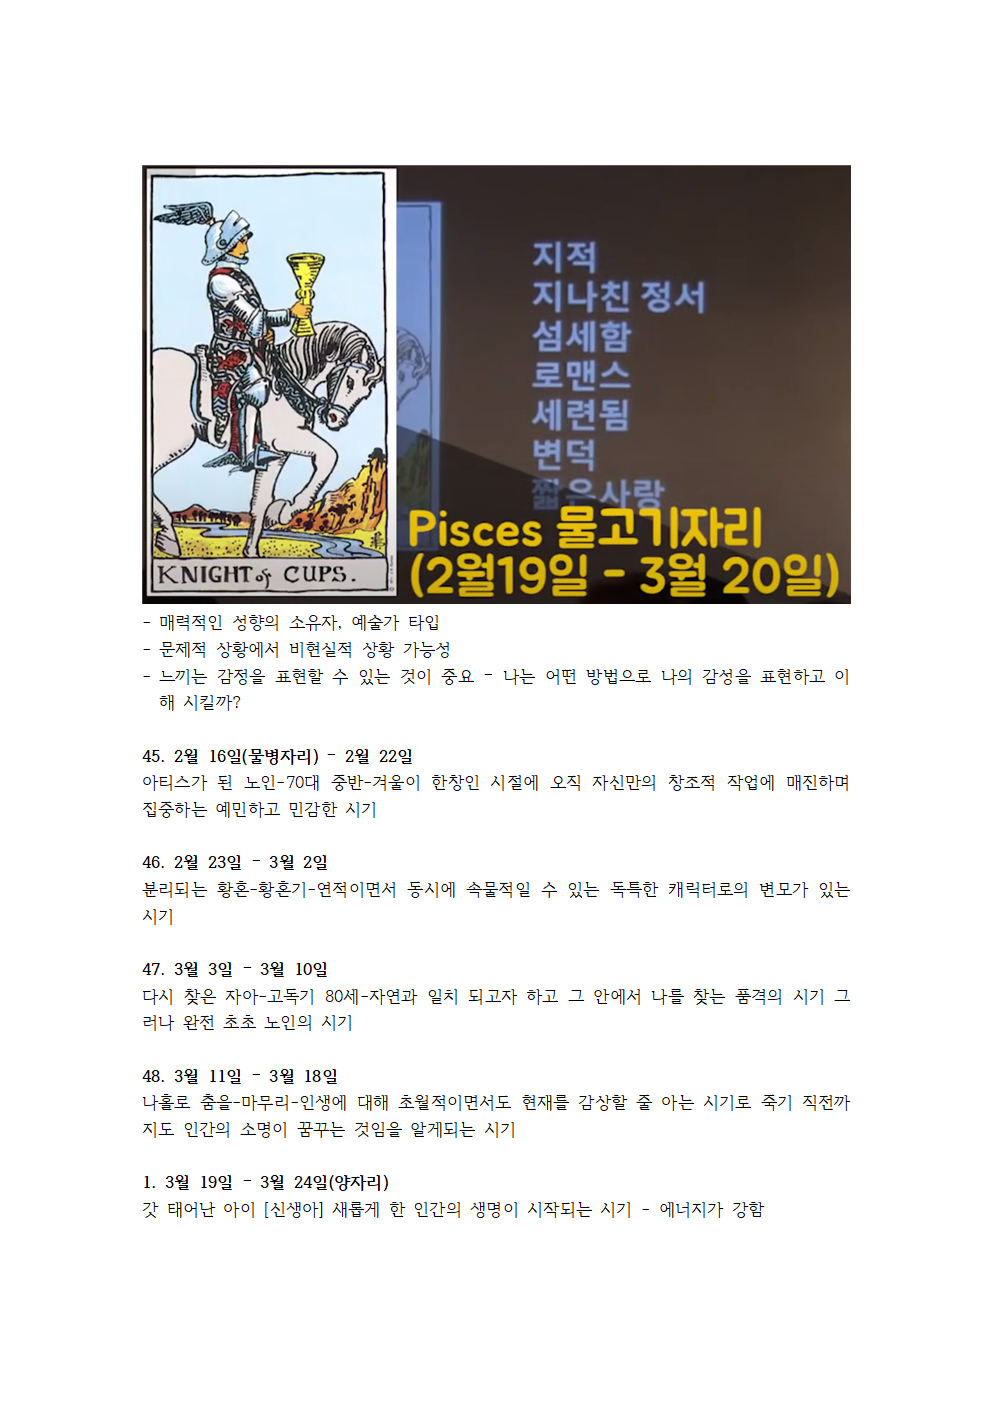 KNIGHT of CUPS.
지적
지나친 정서
섬세함
로맨스
세련됨
변덕
짧은사랑
Pisces 물고기자리
(2월19일 - 3월 20일)
- 매력적인 성향의 소유자, 예술가 타입
- 문제적 상황에서 비현실적 상황 가능성
- 느끼는 감정을 표현할 수 있는 것이 중요 - 나는 어떤 방법으로 나의 감성을 표현하고 이
해 시킬까?
45. 2월 16일(물병자리) - 2월 22일
아티스가 된 노인-70대 중반-겨울이 한창인 시절에 오직 자신만의 창조적 작업에 매진하며
집중하는 예민하고 민감한 시기
46. 2월 23일 - 3월 2일
분리되는 황혼-황혼기-연적이면서 동시에 속물적일 수 있는 독특한 캐릭터로의 변모가 있는
시기
47. 3월 3일 - 3월 10일
다시 찾은 자아-고독기 80세-자연과 일치 되고자 하고 그 안에서 나를 찾는 품격의 시기 그
러나 완전 초초 노인의 시기
48. 3월 11일 - 3월 18일
나홀로 춤을-마무리-인생에 대해 초월적이면서도 현재를 감상할 줄 아는 시기로 죽기 직전까
지도 인간의 소명이 꿈꾸는 것임을 알게되는 시기
1. 3월 19일 - 3월 24일(양자리)
갓 태어난 아이 [신생아] 새롭게 한 인간의 생명이 시작되는 시기 - 에너지가 강함